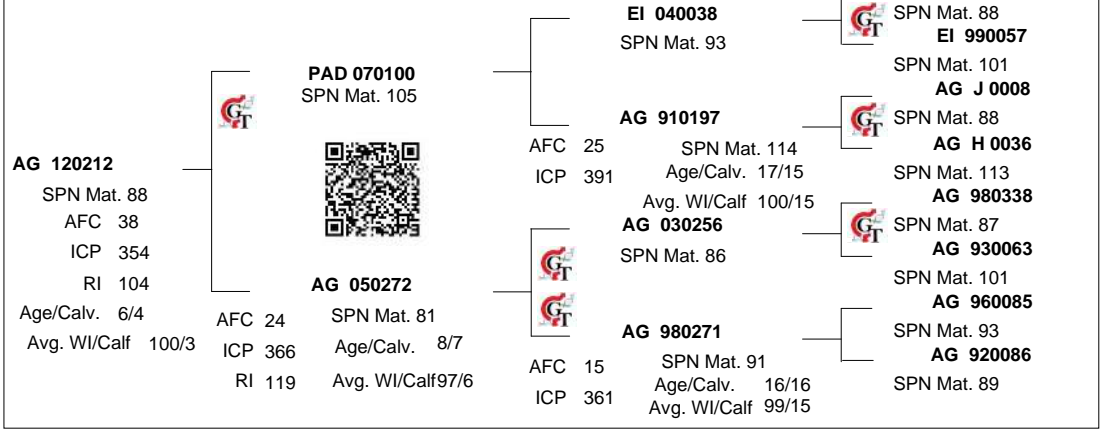 AG 120212
SPN Mat. 88
AFC 38
ICP 354
RI 104
Age/Calv. 6/4
Avg. WI/Calf 100/3
GT
PAD 070100
SPN Mat. 105
AG 050272
AFC 24
SPN Mat. 81
ICP 366
Age/Calv. 8/7
RI 119
Avg. WI/Calf97/6
EI 040038
SPN Mat. 93
AG 910197
AFC 25
SPN Mat. 114
ICP 391
Age/Calv. 17/15
Avg. WI/Calf 100/15
GT
AG 030256
SPN Mat. 86
GT
AG 980271
AFC 15
SPN Mat. 91
ICP 361
Age/Calv. 16/16
Avg. WI/Calf 99/15
GT
SPN Mat. 88
EI 990057
SPN Mat. 101
AG J 0008
GT
SPN Mat. 88
AG H 0036
SPN Mat. 113
AG 980338
GT
SPN Mat. 87
AG 930063
SPN Mat. 101
AG 960085
SPN Mat. 93
AG 920086
SPN Mat. 89